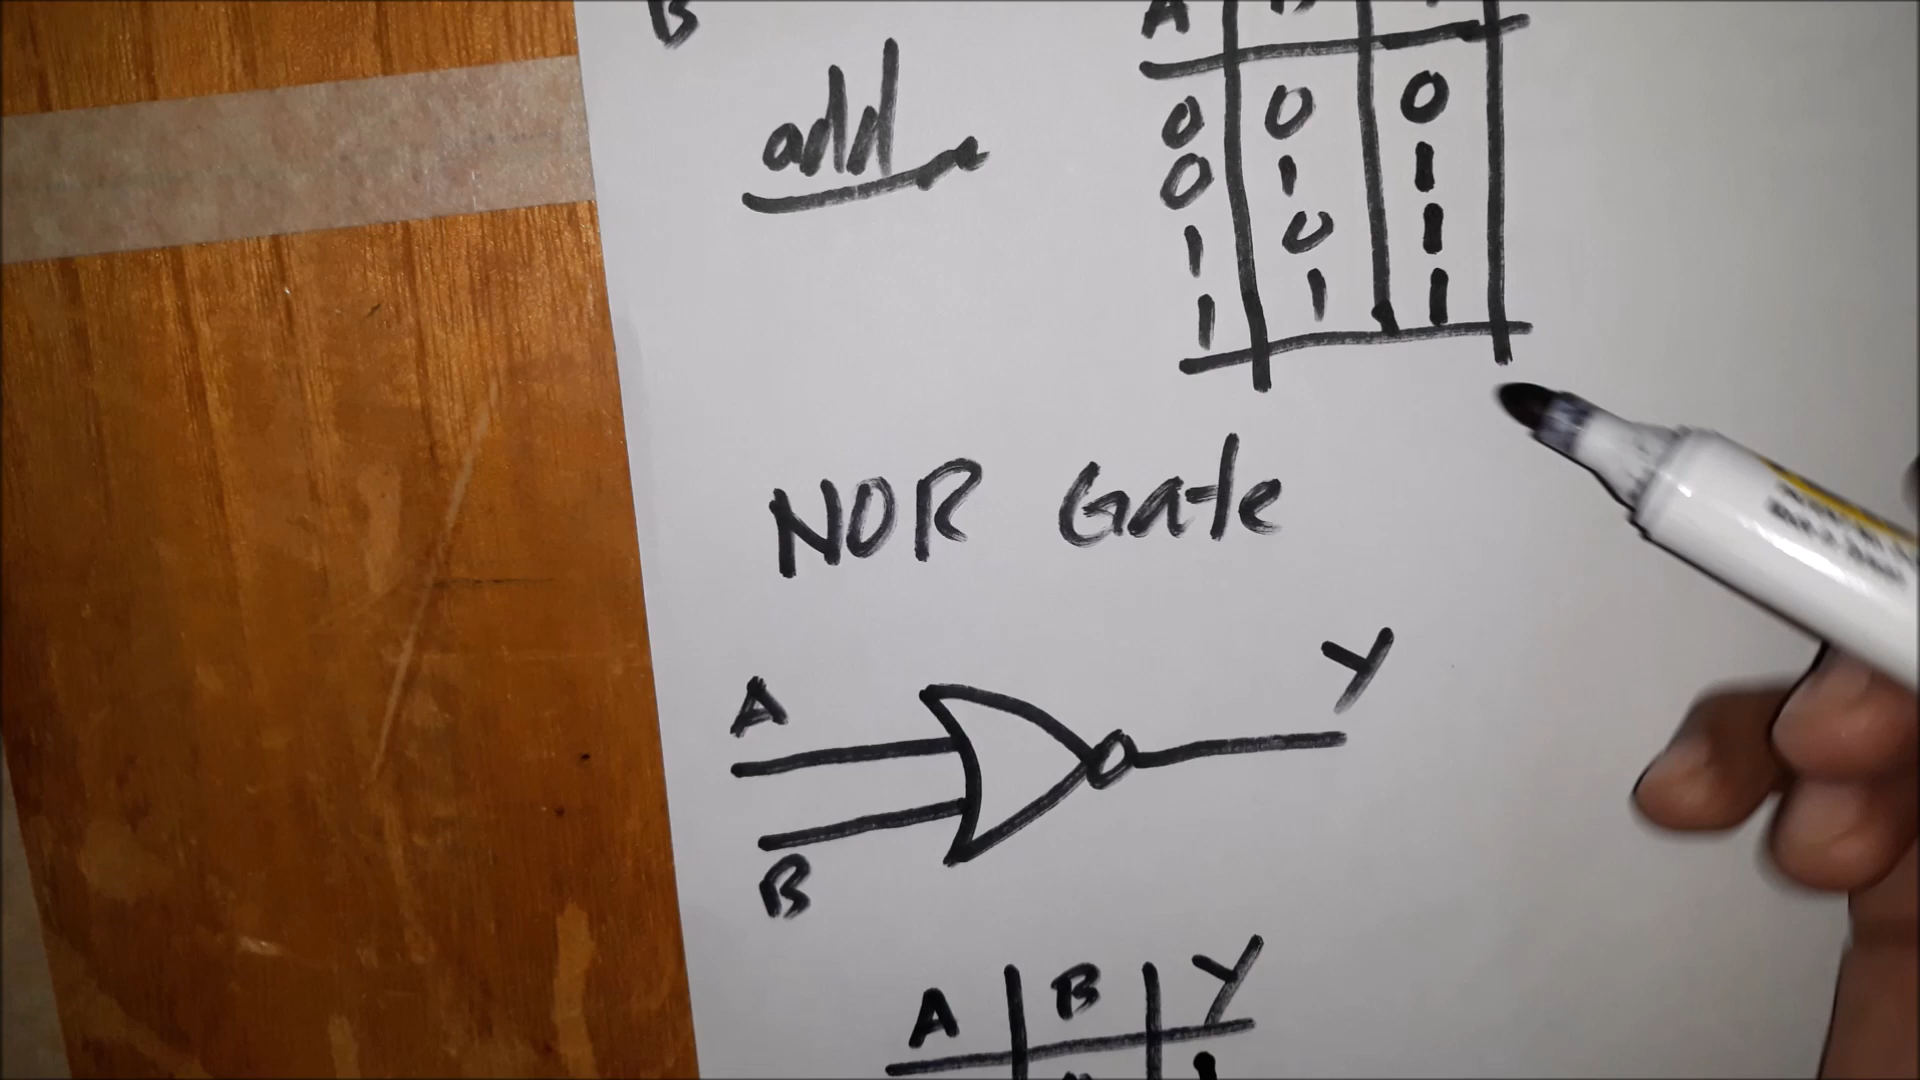 B
add
A
0 0 0
0 1 1
1 0 1
1 1 1
NOR Gate
A
Y
B
A B Y